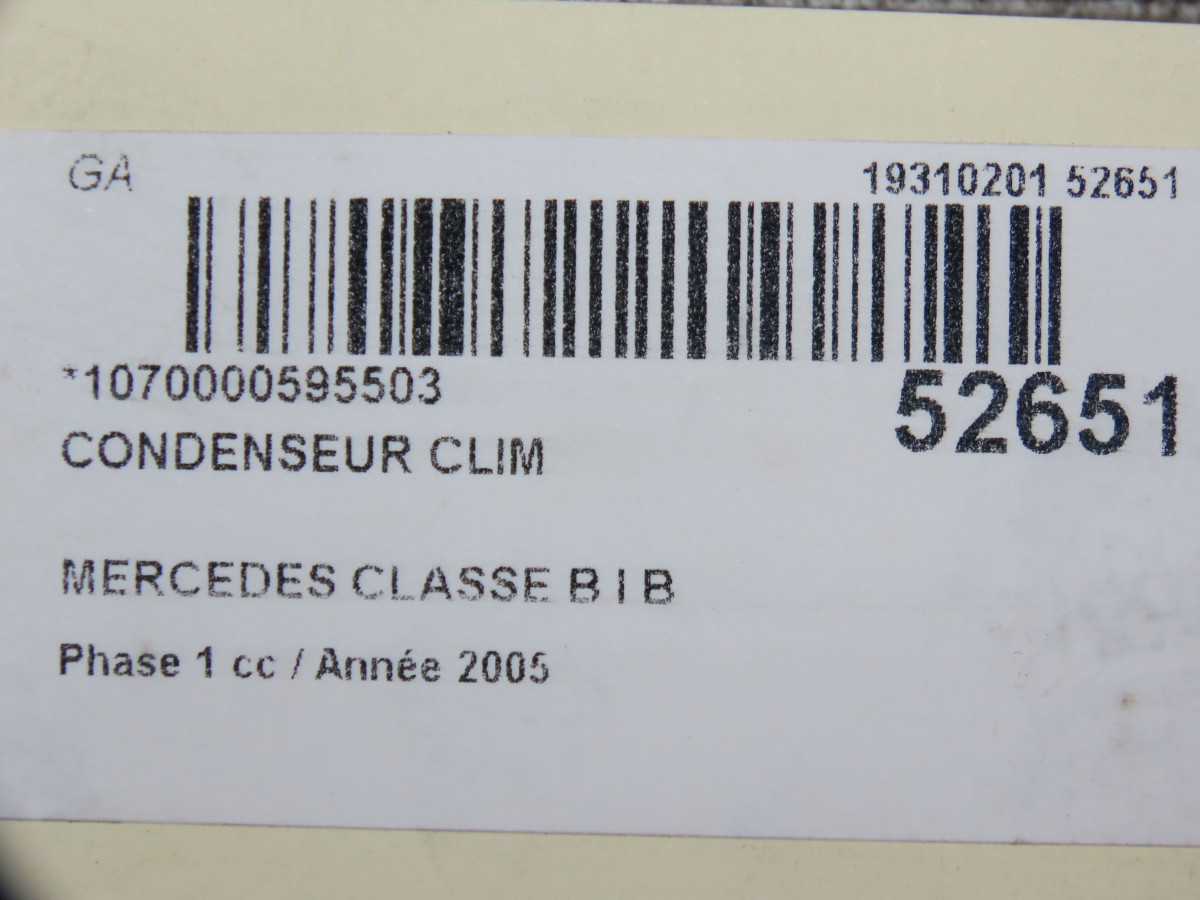 GA 19310201 52651
*1070000595503
52651
CONDENSEUR CLIM
MERCEDES CLASSE B I B
Phase 1 cc / Année 2005